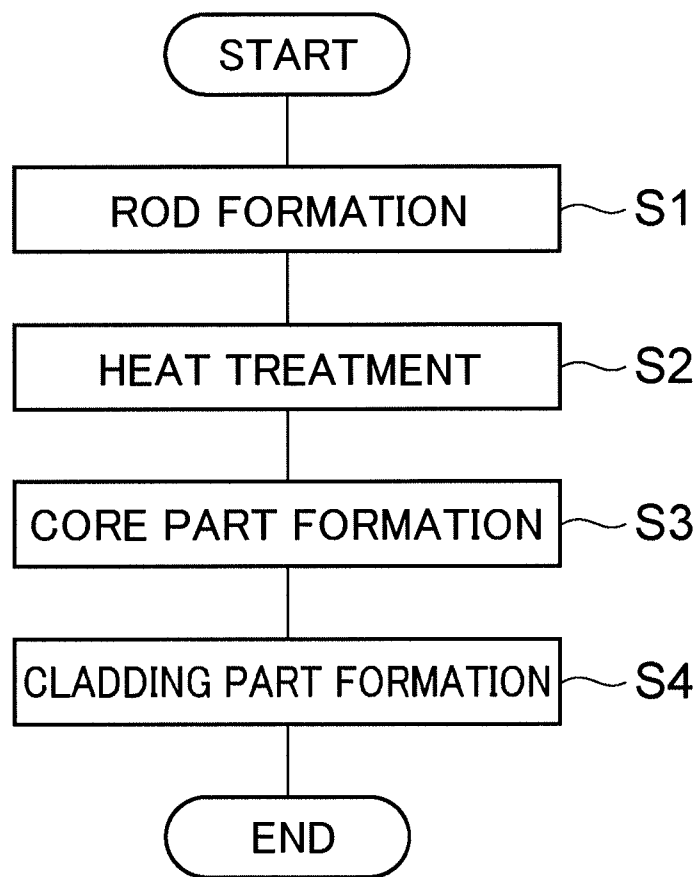 START
ROD FORMATION S1
HEAT TREATMENT S2
CORE PART FORMATION S3
CLADDING PART FORMATION S4
END